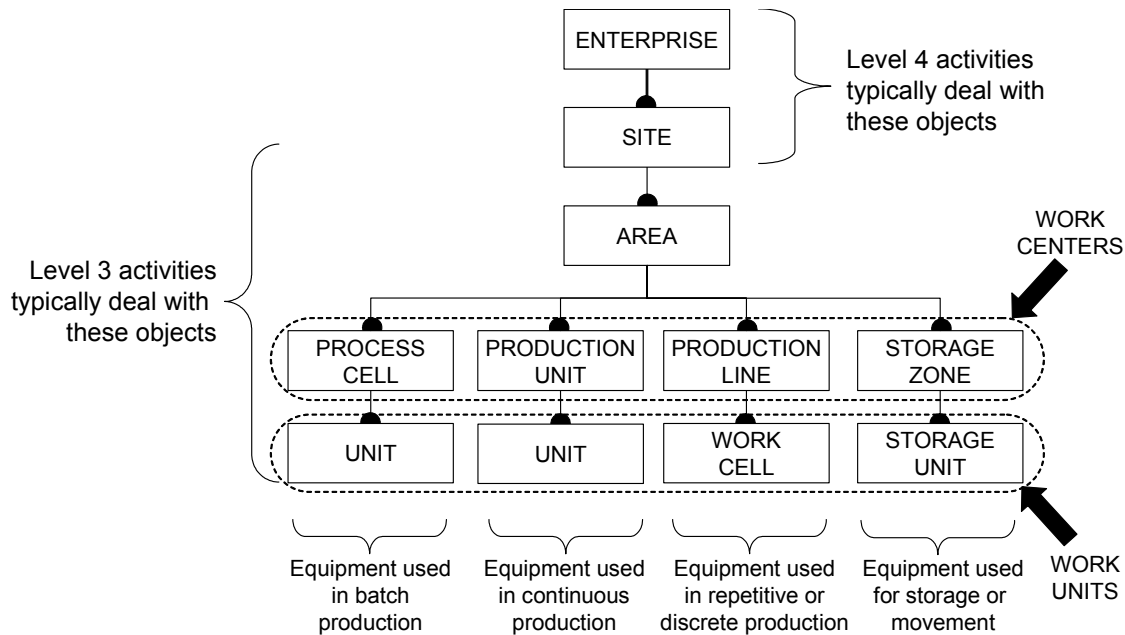 ENTERPRISE
Level 4 activities
typically deal with
these objects
SITE
AREA
WORK
CENTERS
Level 3 activities
typically deal with
these objects
PROCESS
CELL
PRODUCTION
UNIT
PRODUCTION
LINE
STORAGE
ZONE
UNIT
UNIT
WORK
CELL
STORAGE
UNIT
WORK
UNITS
Equipment used
in batch
production
Equipment used
in continuous
production
Equipment used
in repetitive or
discrete production
Equipment used
for storage or
movement